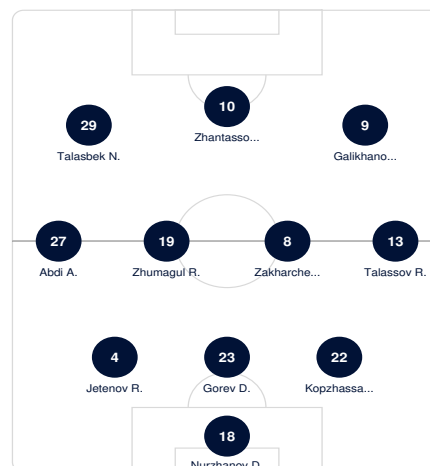 10
29
9
Zhantasso...
Talasbek N.
Galikhano...
27
19
8
13
Abdi A.
Zhumagul R.
Zakharche...
Talassov R.
4
23
22
Jetenov R.
Gorev D.
Kopzhassa...
18
Nurzhanov D.